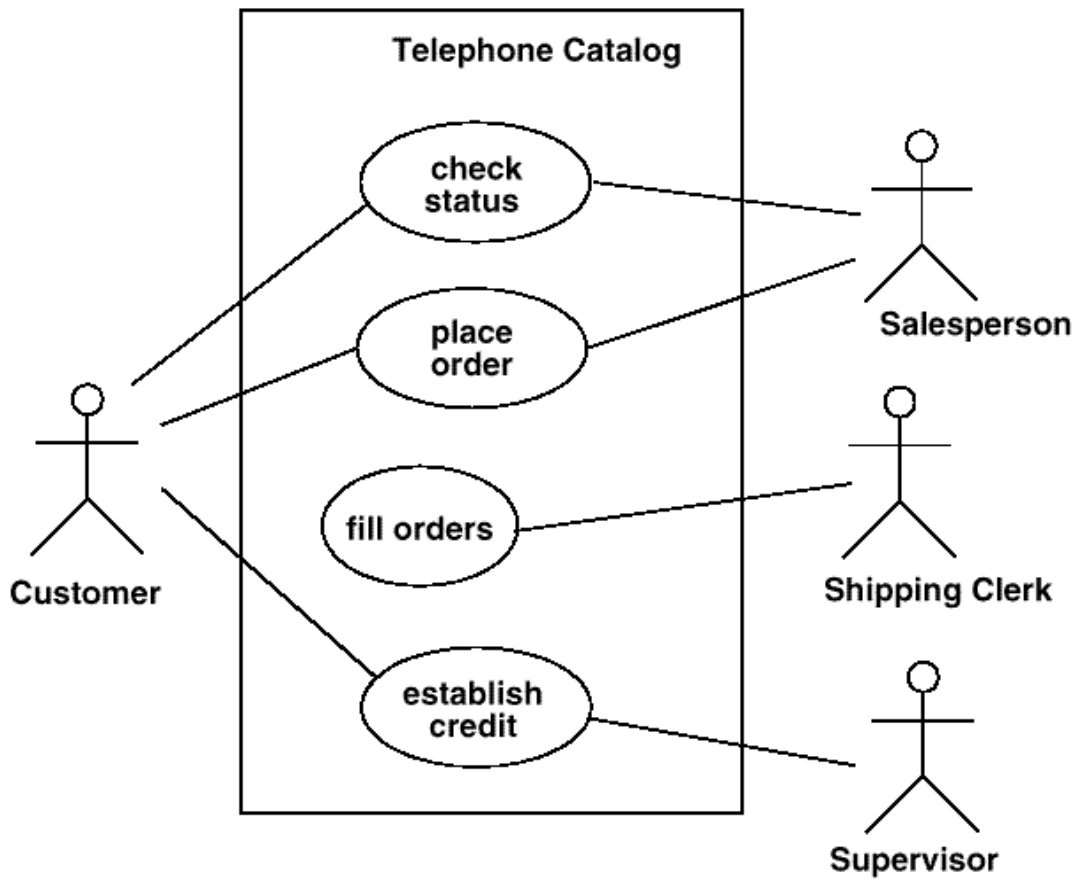 Telephone Catalog
check
status
place
order
fill orders
establish
credit
Customer
Salesperson
Shipping Clerk
Supervisor